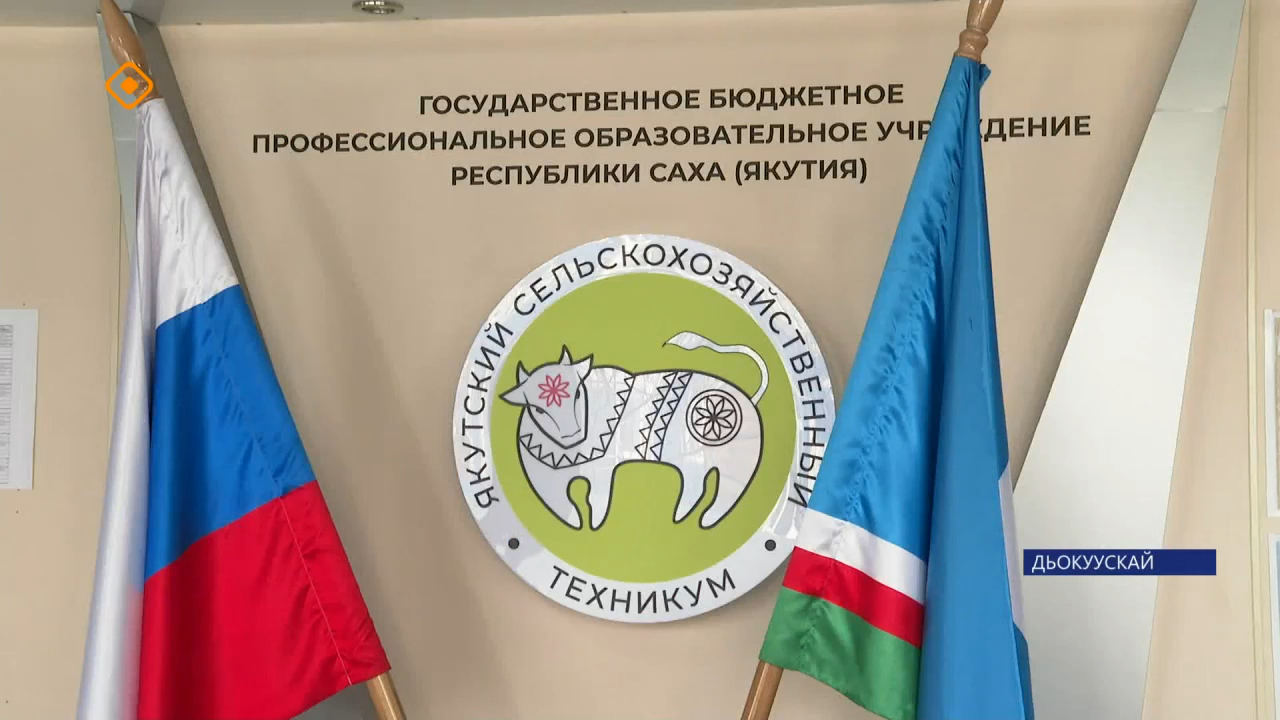 ГОСУДАРСТВЕННОЕ БЮДЖЕТНОЕ
ПРОФЕССИОНАЛЬНОЕ ОБРАЗОВАТЕЛЬНОЕ УЧРЕЖДЕНИЕ
РЕСПУБЛИКИ САХА (ЯКУТИЯ)
ЯКУТСКИЙ СЕЛЬСКОХОЗЯЙСТВЕННЫЙ
ТЕХНИКУМ
ДЬОКУУСКАЙ